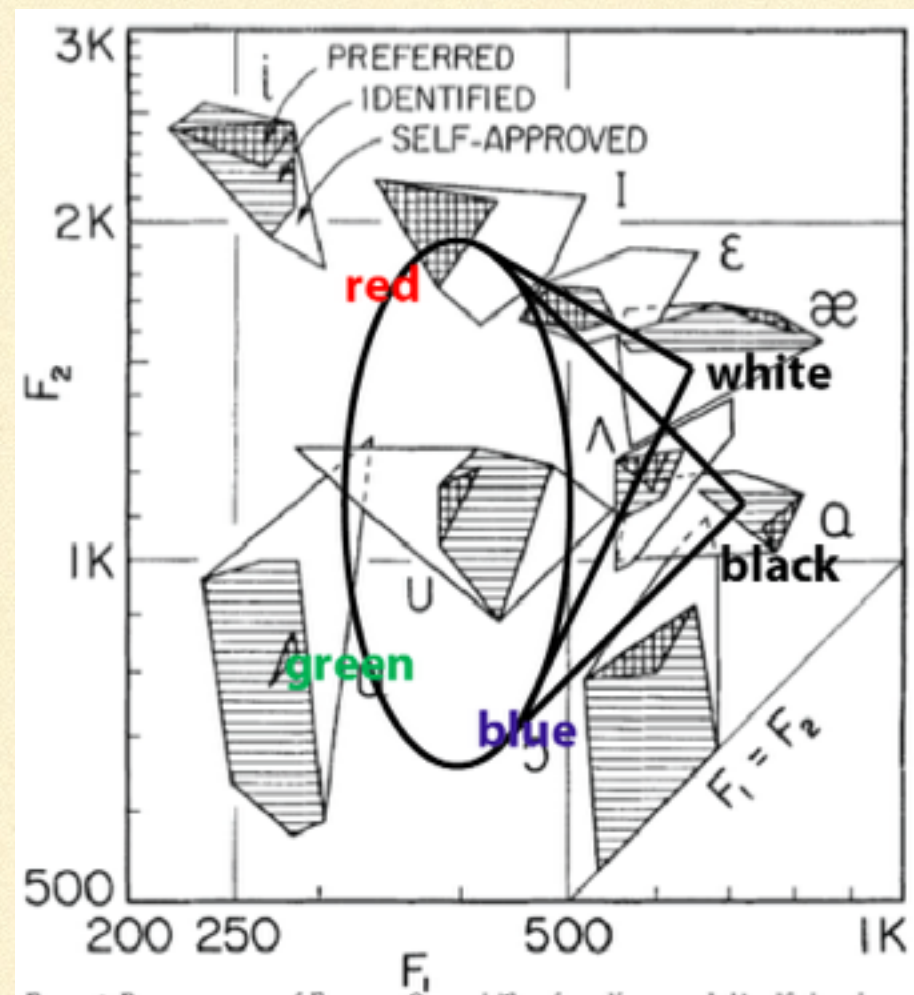 3K
i
PREFERRED
IDENTIFIED
SELF-APPROVED
I
2K
ɛ
red
æ
F₂
white
Λ
ɑ
1K
black
U
green
blue
ɔ
F₁ = F₂
500
200 250 500 1K
F₁